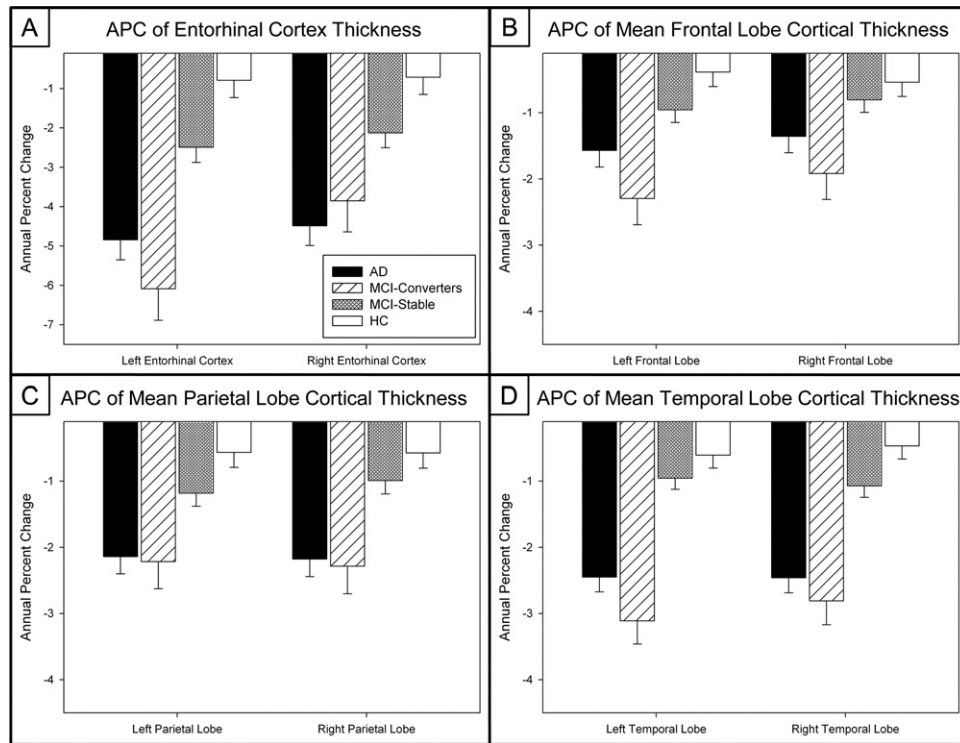 A
APC of Entorhinal Cortex Thickness
-1
-2
-3
-4
-5
-6
-7
Annual Percent Change
AD
MCI-Converters
MCI-Stable
HC
Left Entorhinal Cortex
Right Entorhinal Cortex
B
APC of Mean Frontal Lobe Cortical Thickness
-1
-2
-3
-4
Annual Percent Change
Left Frontal Lobe
Right Frontal Lobe
C
APC of Mean Parietal Lobe Cortical Thickness
-1
-2
-3
-4
Annual Percent Change
Left Parietal Lobe
Right Parietal Lobe
D
APC of Mean Temporal Lobe Cortical Thickness
-1
-2
-3
-4
Annual Percent Change
Left Temporal Lobe
Right Temporal Lobe